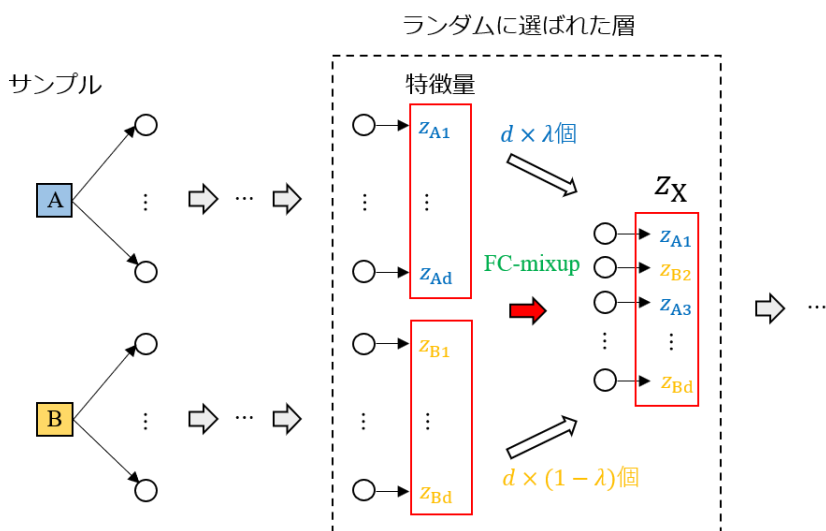 ランダムに選ばれた層
サンプル
特徴量
A
⋮
…
⋮
z_A1
⋮
z_Ad
d × λ個
FC-mixup
z_X
z_A1
z_B2
z_A3
⋮ ⋮
z_Bd
…
B
⋮
…
⋮
z_B1
⋮
z_Bd
d × (1 − λ)個